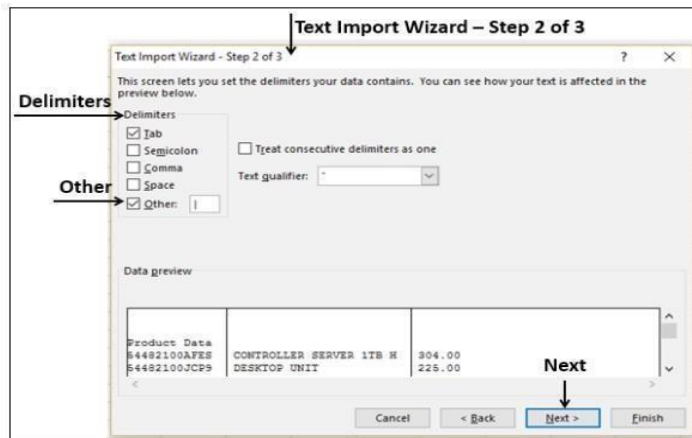 Text Import Wizard – Step 2 of 3
Text Import Wizard - Step 2 of 3 ? ×
This screen lets you set the delimiters your data contains. You can see how your text is affected in the
preview below.
Delimiters
Delimiters
Tab
Semicolon
Treat consecutive delimiters as one
Comma
Text qualifier: "
Space
Other
Other: |
Data preview
Product Data
54482100AFES CONTROLLER SERVER 1TB H 304.00
54482100JCP9 DESKTOP UNIT 225.00
Next
Cancel < Back Next > Finish